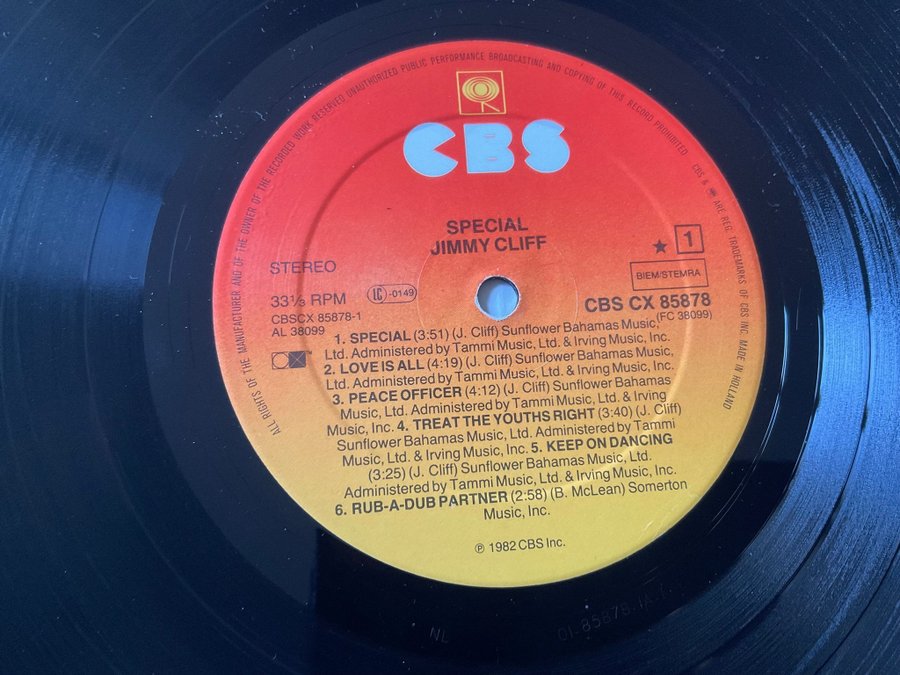 ALL RIGHTS OF THE MANUFACTURER AND OF THE OWNER OF THE RECORDED WORK RESERVED UNAUTHORIZED PUBLIC PERFORMANCE BROADCASTING AND COPYING OF THIS RECORD PROHIBITED CBS & ARE REG. TRADEMARKS OF CBS INC. MADE IN HOLLAND
CBS
SPECIAL
JIMMY CLIFF
★ 1
STEREO
BIEM/STEMRA
33⅓ RPM
LC-0149
CBS CX 85878
CBSCX 85878-1
(FC 38099)
AL 38099
CX™
1. SPECIAL (3:51) (J. Cliff) Sunflower Bahamas Music,
Ltd. Administered by Tammi Music, Ltd. & Irving Music, Inc.
2. LOVE IS ALL (4:19) (J. Cliff) Sunflower Bahamas Music,
Ltd. Administered by Tammi Music, Ltd. & Irving Music, Inc.
3. PEACE OFFICER (4:12) (J. Cliff) Sunflower Bahamas
Music, Ltd. Administered by Tammi Music, Ltd. & Irving
Music, Inc. 4. TREAT THE YOUTHS RIGHT (3:40) (J. Cliff)
Sunflower Bahamas Music, Ltd. Administered by Tammi
Music, Ltd. & Irving Music, Inc. 5. KEEP ON DANCING
(3:25) (J. Cliff) Sunflower Bahamas Music, Ltd.
Administered by Tammi Music, Ltd. & Irving Music, Inc.
6. RUB-A-DUB PARTNER (2:58) (B. McLean) Somerton
Music, Inc.
℗ 1982 CBS Inc.
NL